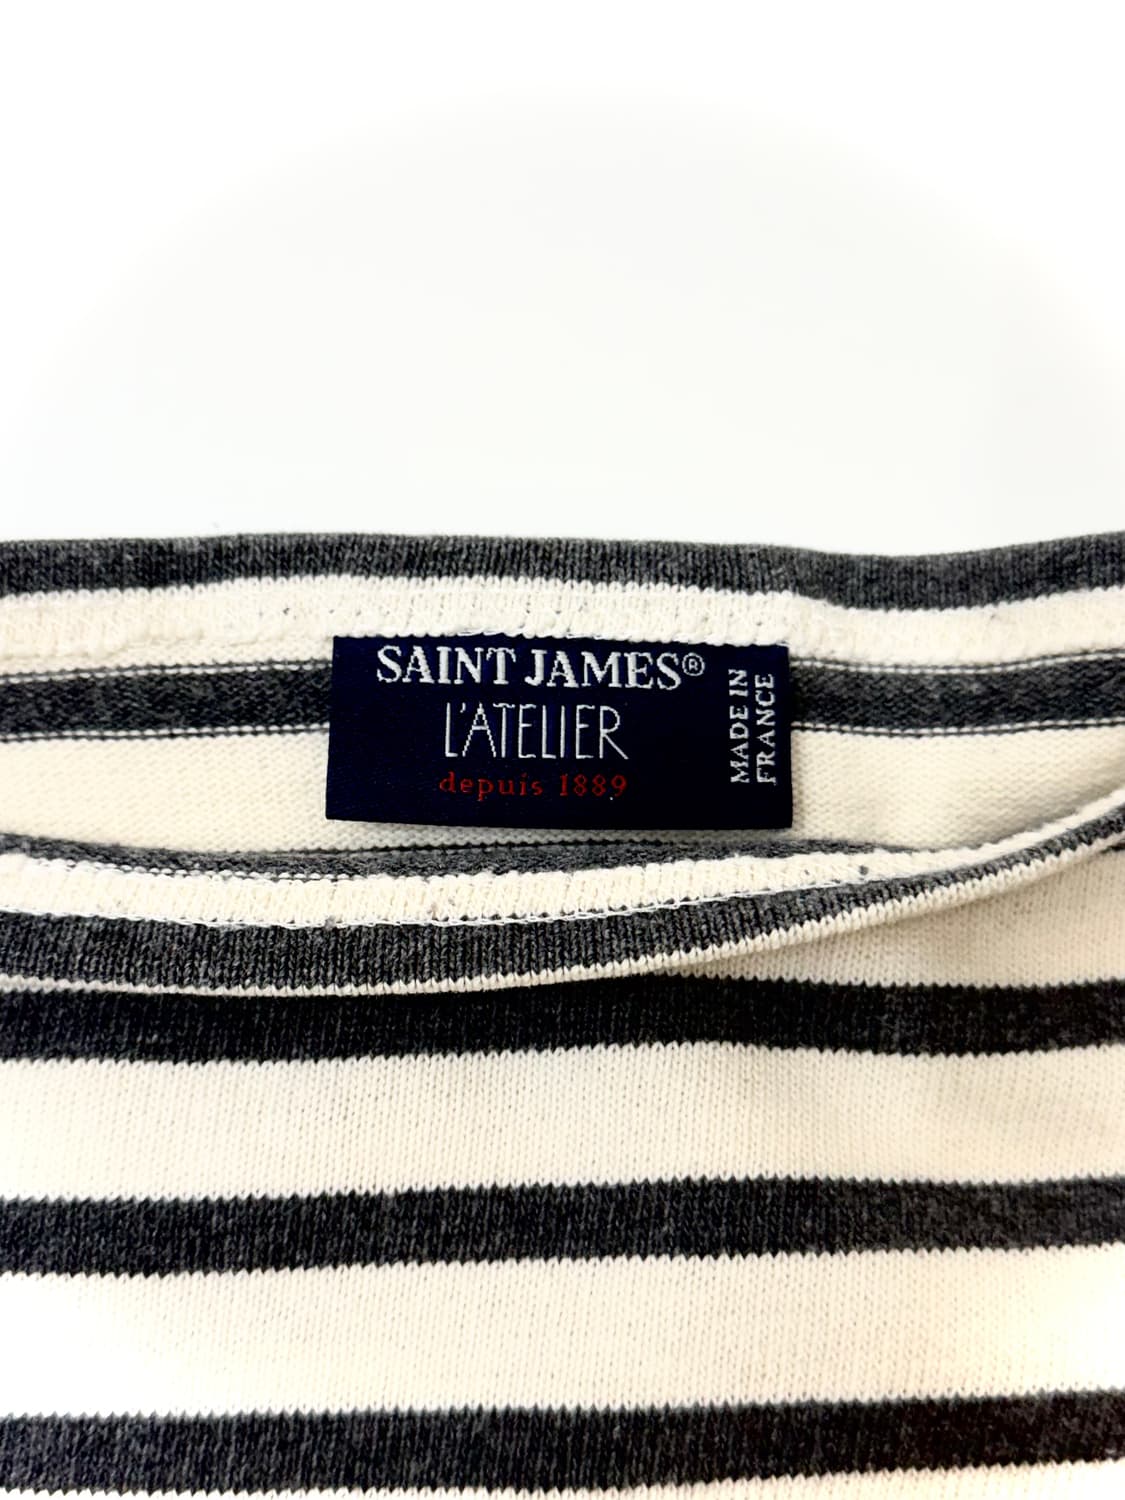 SAINT JAMES®
L'ATELIER
depuis 1889
MADE IN
FRANCE